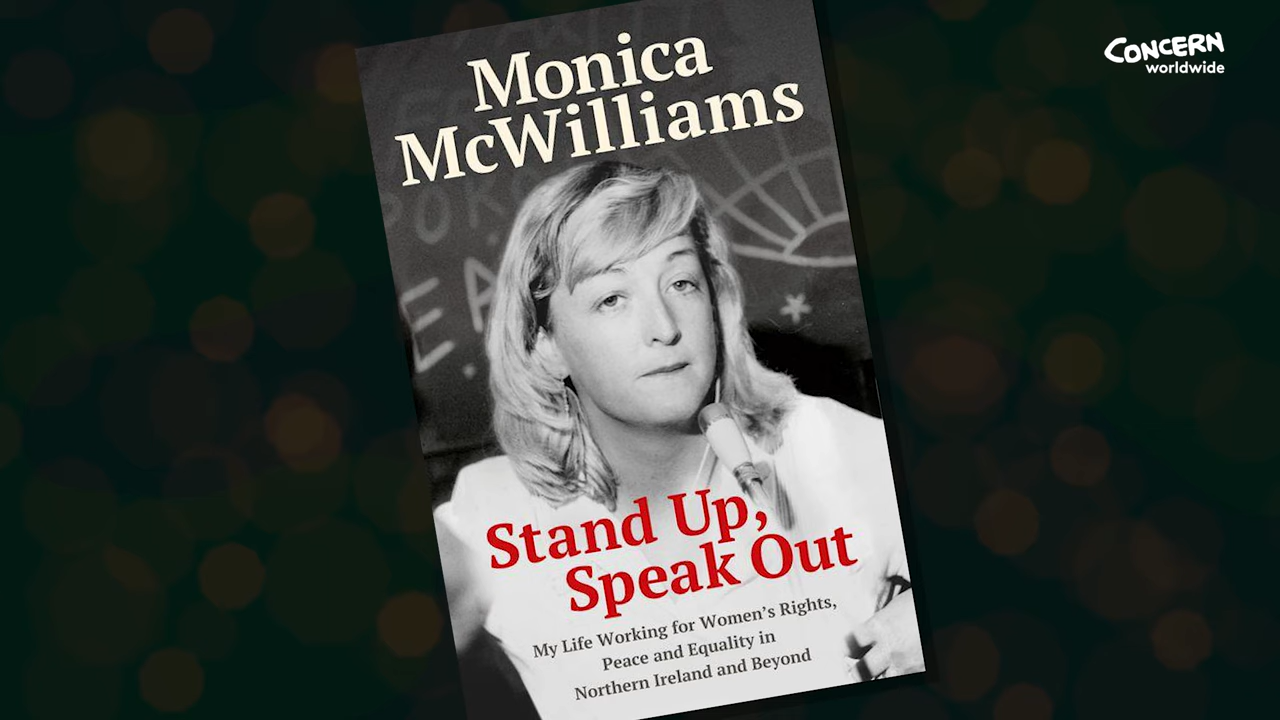 Monica
McWilliams
Stand Up,
Speak Out
My Life Working for Women's Rights,
Peace and Equality in
Northern Ireland and Beyond
CONCERN
worldwide